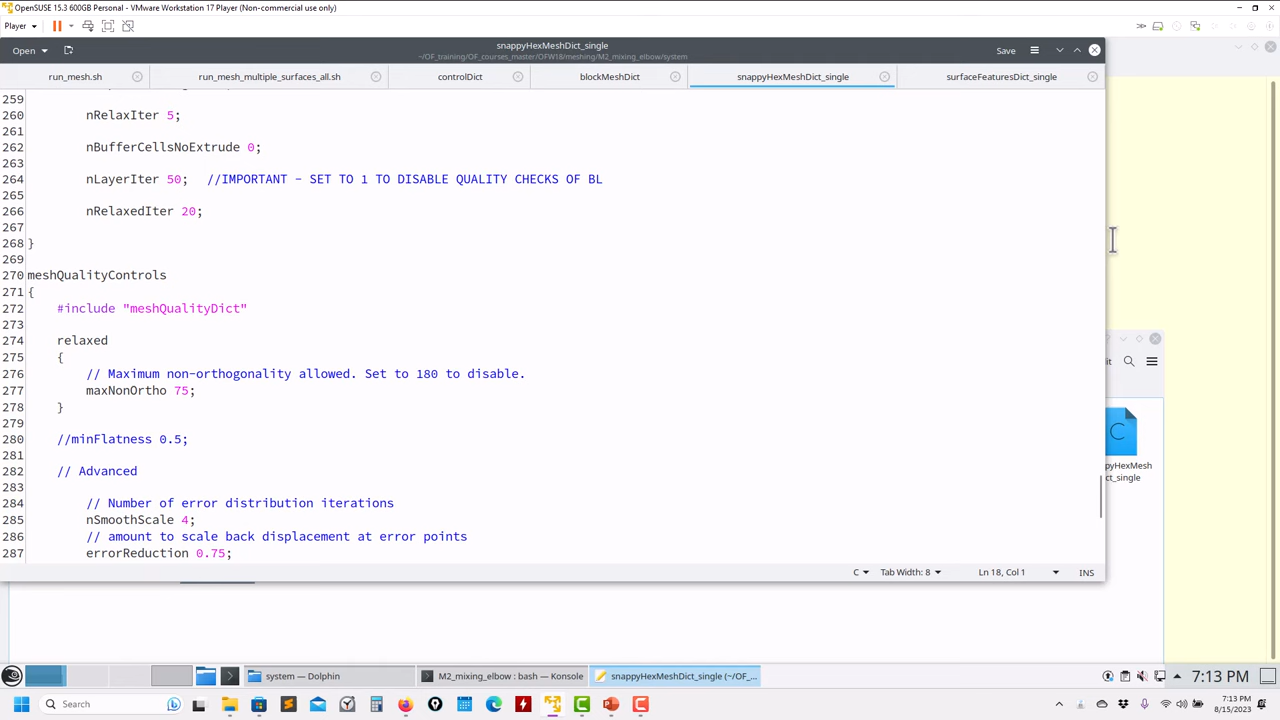 OpenSUSE 15.3 600GB Personal - VMware Workstation 17 Player (Non-commercial use only)
Player
snappyHexMeshDict_single
Open
~/OF_training/OF_courses_master/OFW18/meshing/M2_mixing_elbow/system
Save
run_mesh.sh
run_mesh_multiple_surfaces_all.sh
controlDict
blockMeshDict
snappyHexMeshDict_single
surfaceFeaturesDict_single
259
260 nRelaxIter 5;
261
262 nBufferCellsNoExtrude 0;
263
264 nLayerIter 50; //IMPORTANT - SET TO 1 TO DISABLE QUALITY CHECKS OF BL
265
266 nRelaxedIter 20;
267
268 }
269
270 meshQualityControls
271 {
272 #include "meshQualityDict"
273
274 relaxed
275 {
276 // Maximum non-orthogonality allowed. Set to 180 to disable.
277 maxNonOrtho 75;
278 }
279
280 //minFlatness 0.5;
281
282 // Advanced
283
284 // Number of error distribution iterations
285 nSmoothScale 4;
286 // amount to scale back displacement at error points
287 errorReduction 0.75;
C
Tab Width: 8
Ln 18, Col 1
INS
it
C
pyHexMesh
ct_single
system — Dolphin
M2_mixing_elbow : bash — Konsole
snappyHexMeshDict_single (~/OF_...
7:13 PM
Search
7:13 PM
8/15/2023